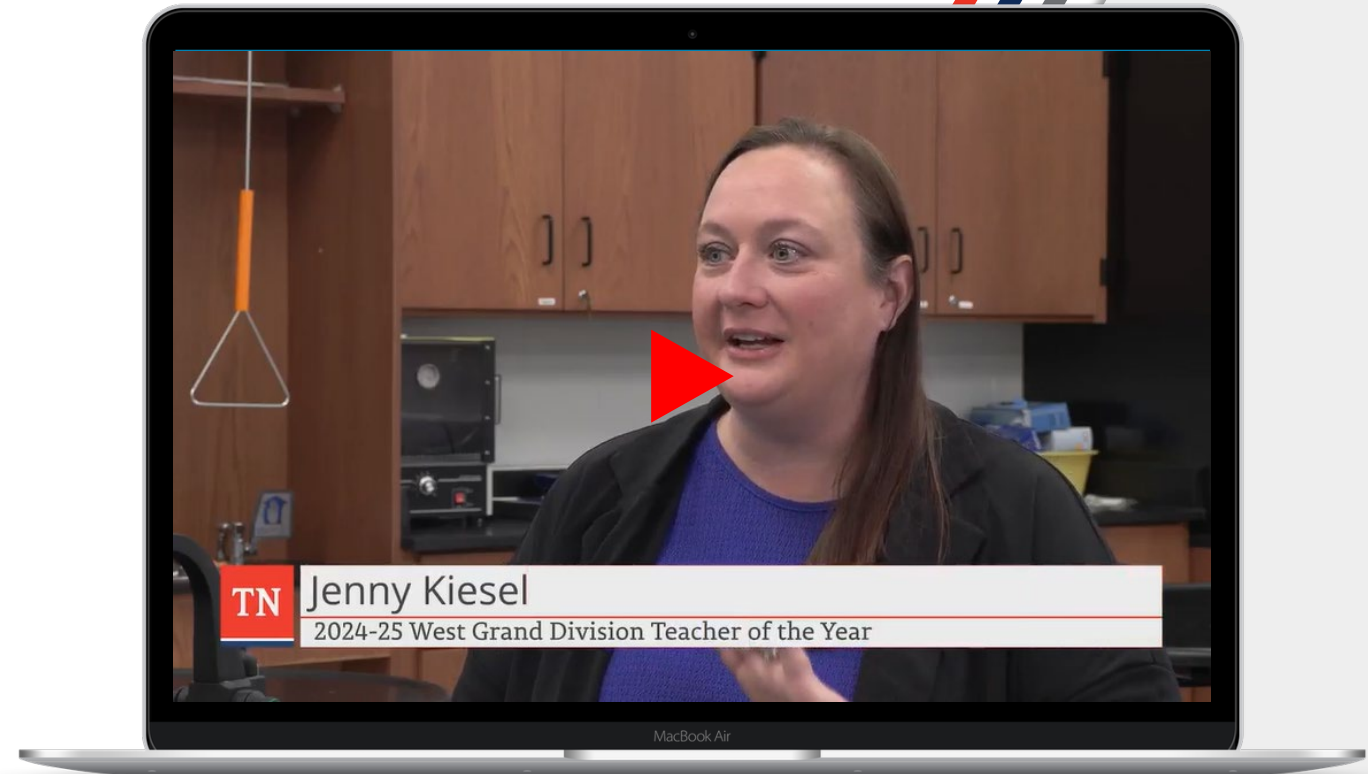 TN
Jenny Kiesel
2024-25 West Grand Division Teacher of the Year
MacBook Air